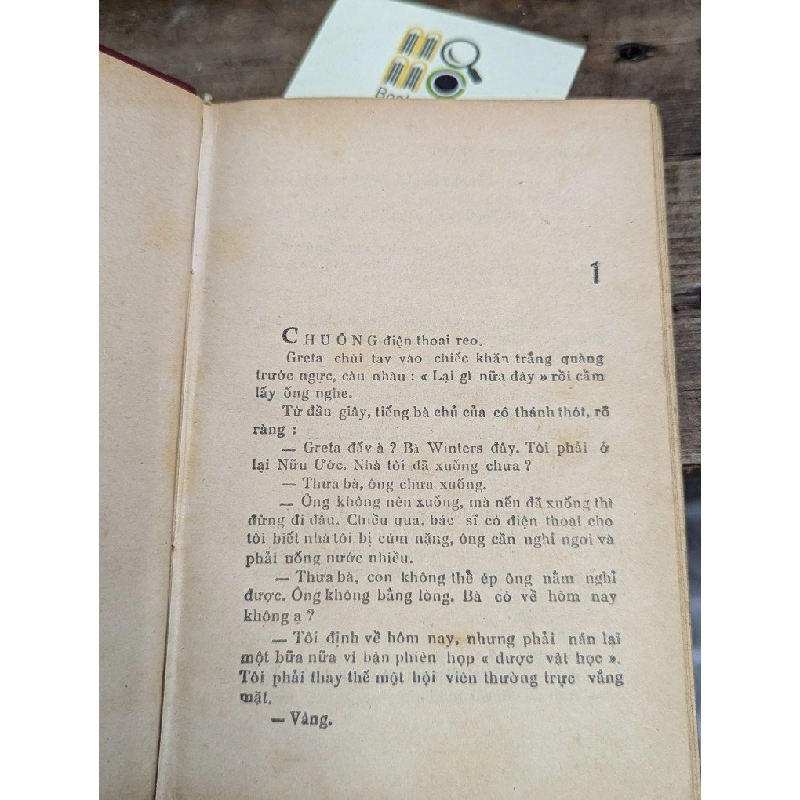 1
CHUÔNG điện thoại reo.
Greta chùi tay vào chiếc khăn trắng quàng
trước ngực, càu nhàu : « Lại gì nữa đây » rồi cầm
lấy ống nghe.
Từ đầu giây, tiếng bà chủ của cô thánh thót, rõ
ràng :
— Greta đấy à ? Bà Winters đây. Tôi phải ở
lại Nữu Ước. Nhà tôi đã xuống chưa ?
— Thưa bà, ông chưa xuống.
— Ông không nên xuống, mà nếu đã xuống thì
đừng đi đâu. Chiều qua, bác sĩ có điện thoại cho
tôi biết nhà tôi bị cúm nặng, ông cần nghỉ ngơi và
phải uống nước nhiều.
— Thưa bà, con không thể ép ông nằm nghỉ
được. Ông không bằng lòng. Bà có về hôm nay
không ạ ?
— Tôi định về hôm nay, nhưng phải nán lại
một bữa nữa vì bận phiên họp « dược vật học ».
Tôi phải thay thế một hội viên thường trực vắng
mặt.
— Vâng.